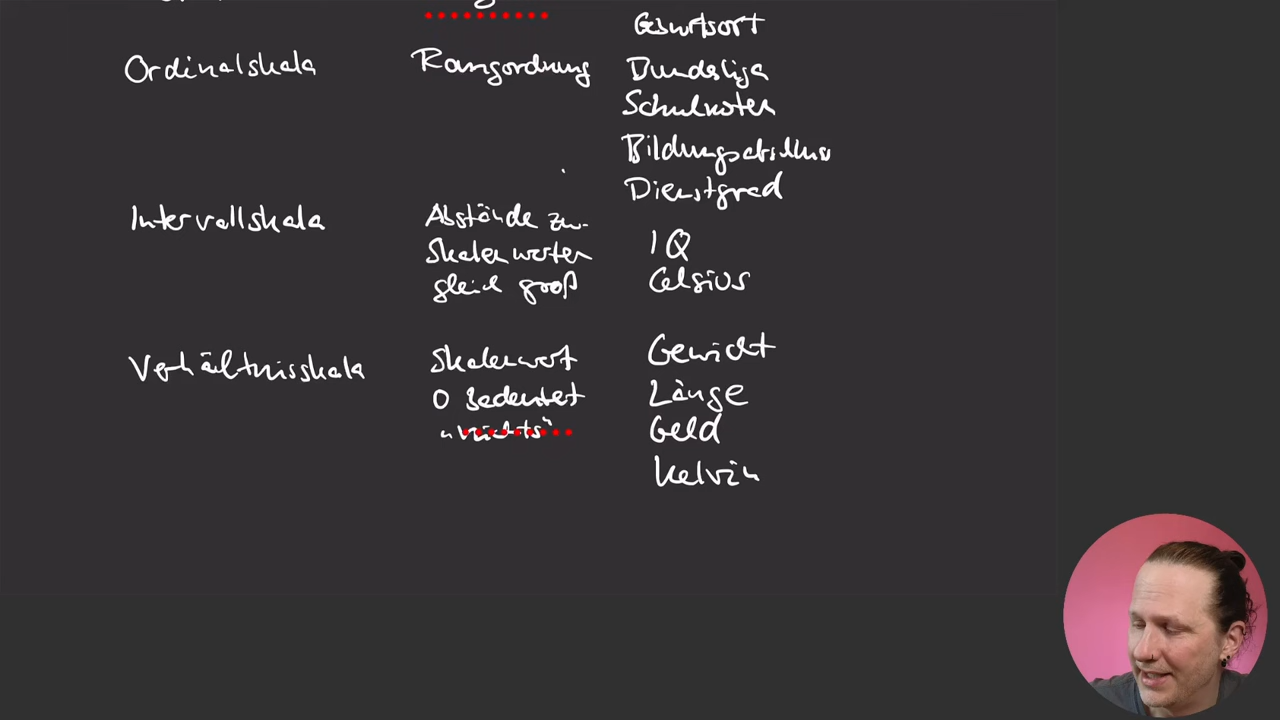 Geburtsort
Ordinalskala Rangordnung Bundesliga
Schulnoten
Bildungsabschluss
Dienstgrad
Intervallskala Abstände zw.
Skalenwerten IQ
gleich groß Celsius
Verhältnisskala Skalenwert Gewicht
0 bedeutet Länge
"nichts" Geld
Kelvin